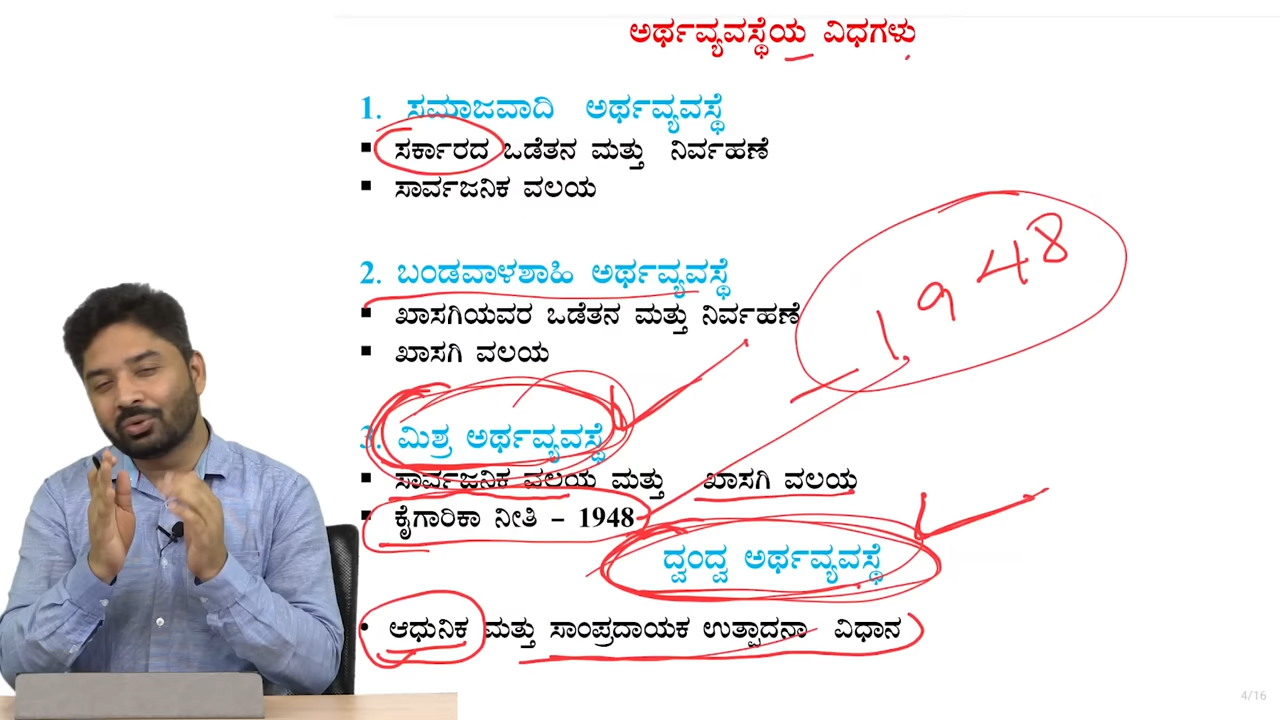 ಅರ್ಥವ್ಯವಸ್ಥೆಯ ವಿಧಗಳು
1. ಸಮಾಜವಾದಿ ಅರ್ಥವ್ಯವಸ್ಥೆ
▪ ಸರ್ಕಾರದ ಒಡೆತನ ಮತ್ತು ನಿರ್ವಹಣೆ
▪ ಸಾರ್ವಜನಿಕ ವಲಯ
2. ಬಂಡವಾಳಶಾಹಿ ಅರ್ಥವ್ಯವಸ್ಥೆ
▪ ಖಾಸಗಿಯವರ ಒಡೆತನ ಮತ್ತು ನಿರ್ವಹಣೆ
▪ ಖಾಸಗಿ ವಲಯ
1948
3. ಮಿಶ್ರ ಅರ್ಥವ್ಯವಸ್ಥೆ
▪ ಸಾರ್ವಜನಿಕ ವಲಯ ಮತ್ತು ಖಾಸಗಿ ವಲಯ
▪ ಕೈಗಾರಿಕಾ ನೀತಿ – 1948
ದ್ವಂದ್ವ ಅರ್ಥವ್ಯವಸ್ಥೆ
• ಆಧುನಿಕ ಮತ್ತು ಸಾಂಪ್ರದಾಯಕ ಉತ್ಪಾದನಾ ವಿಧಾನ
4/16